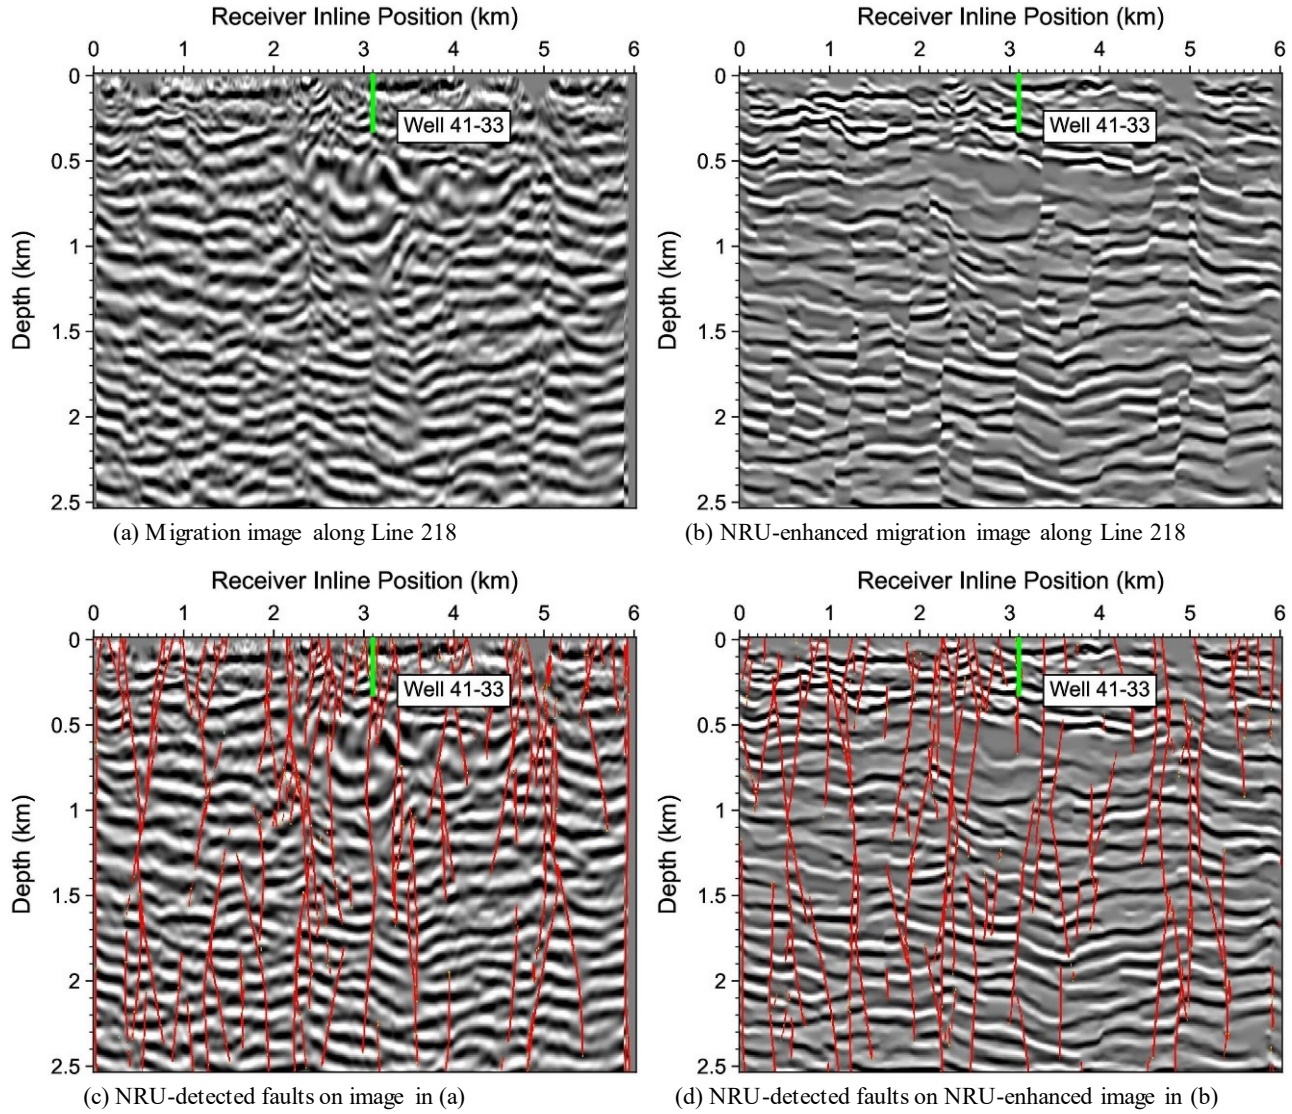 Receiver Inline Position (km)
0 1 2 3 4 5 6
0
0.5
1
1.5
2
2.5
Depth (km)
Well 41-33
(a) Migration image along Line 218
Receiver Inline Position (km)
0 1 2 3 4 5 6
0
0.5
1
1.5
2
2.5
Depth (km)
Well 41-33
(b) NRU-enhanced migration image along Line 218
Receiver Inline Position (km)
0 1 2 3 4 5 6
0
0.5
1
1.5
2
2.5
Depth (km)
Well 41-33
(c) NRU-detected faults on image in (a)
Receiver Inline Position (km)
0 1 2 3 4 5 6
0
0.5
1
1.5
2
2.5
Depth (km)
Well 41-33
(d) NRU-detected faults on NRU-enhanced image in (b)